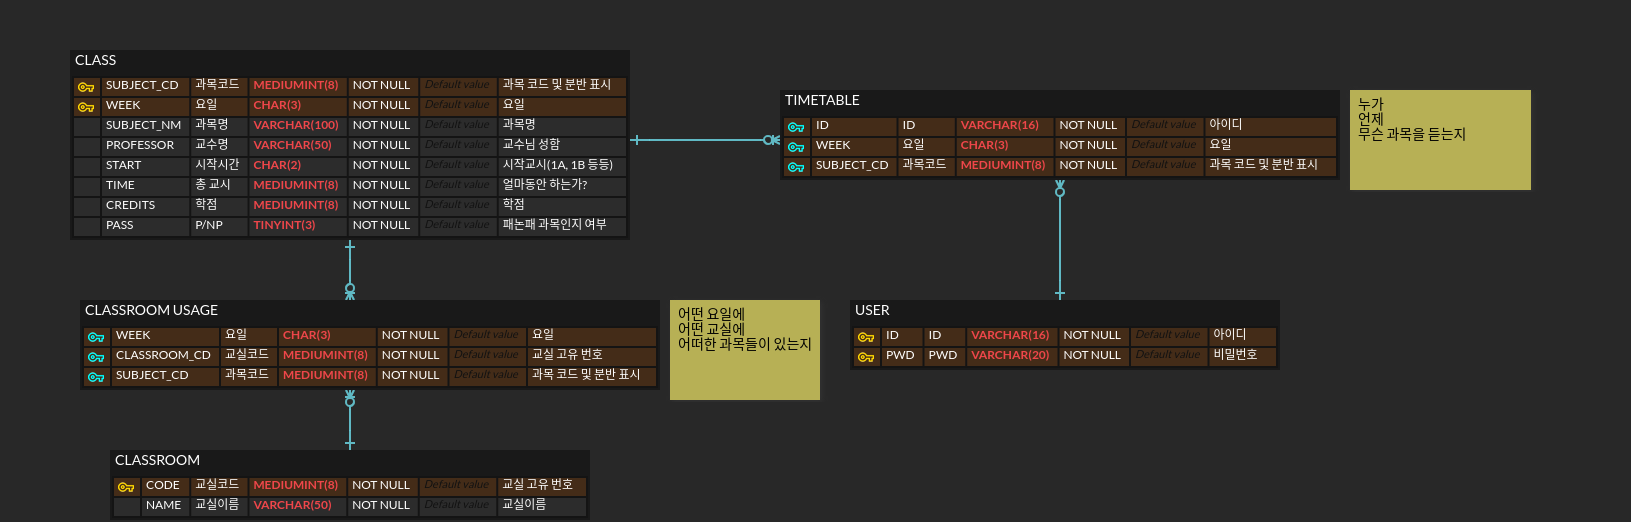 CLASS
SUBJECT_CD 과목코드 MEDIUMINT(8) NOT NULL Default value 과목 코드 및 분반 표시
WEEK 요일 CHAR(3) NOT NULL Default value 요일
SUBJECT_NM 과목명 VARCHAR(100) NOT NULL Default value 과목명
PROFESSOR 교수명 VARCHAR(50) NOT NULL Default value 교수님 성함
START 시작시간 CHAR(2) NOT NULL Default value 시작교시(1A, 1B 등등)
TIME 총 교시 MEDIUMINT(8) NOT NULL Default value 얼마동안 하는가?
CREDITS 학점 MEDIUMINT(8) NOT NULL Default value 학점
PASS P/NP TINYINT(3) NOT NULL Default value 패논패 과목인지 여부
TIMETABLE
ID ID VARCHAR(16) NOT NULL Default value 아이디
WEEK 요일 CHAR(3) NOT NULL Default value 요일
SUBJECT_CD 과목코드 MEDIUMINT(8) NOT NULL Default value 과목 코드 및 분반 표시
누가
언제
무슨 과목을 듣는지
CLASSROOM USAGE
WEEK 요일 CHAR(3) NOT NULL Default value 요일
CLASSROOM_CD 교실코드 MEDIUMINT(8) NOT NULL Default value 교실 고유 번호
SUBJECT_CD 과목코드 MEDIUMINT(8) NOT NULL Default value 과목 코드 및 분반 표시
어떤 요일에
어떤 교실에
어떠한 과목들이 있는지
USER
ID ID VARCHAR(16) NOT NULL Default value 아이디
PWD PWD VARCHAR(20) NOT NULL Default value 비밀번호
CLASSROOM
CODE 교실코드 MEDIUMINT(8) NOT NULL Default value 교실 고유 번호
NAME 교실이름 VARCHAR(50) NOT NULL Default value 교실이름